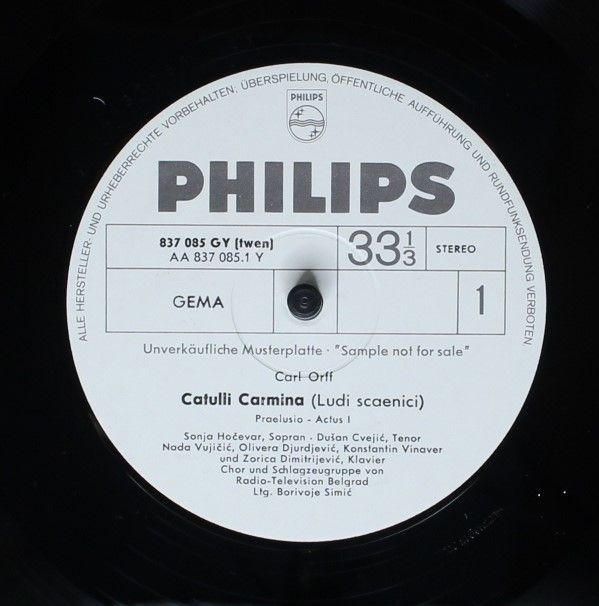 ALLE HERSTELLER- UND URHEBERRECHTE VORBEHALTEN; ÜBERSPIELUNG, ÖFFENTLICHE AUFFÜHRUNG UND RUNDFUNKSENDUNG VERBOTEN
PHILIPS
PHILIPS
837 085 GY (twen)
AA 837 085.1 Y
33 1/3
STEREO
GEMA
1
Unverkäufliche Musterplatte · "Sample not for sale"
Carl Orff
Catulli Carmina (Ludi scaenici)
Praelusio - Actus I
Sonja Hočevar, Sopran - Dušan Cvejić, Tenor
Noda Vujičić, Olivera Djurdjević, Konstantin Vinaver
und Zorica Dimitrijević, Klavier
Chor und Schlagzeugruppe von
Radio-Television Belgrad
Ltg. Borivoje Simić